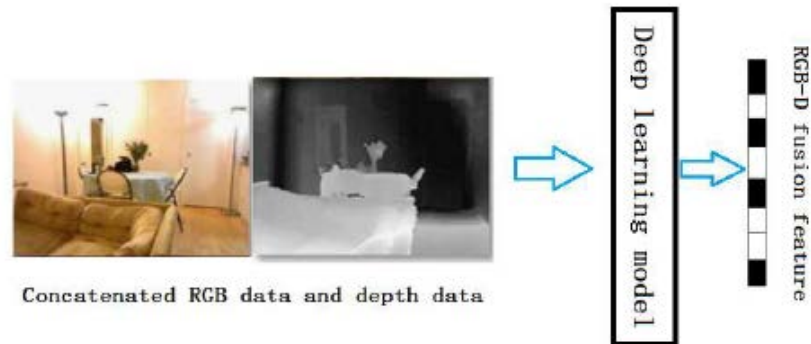 Concatenated RGB data and depth data
Deep learning model
RGB-D fusion feature